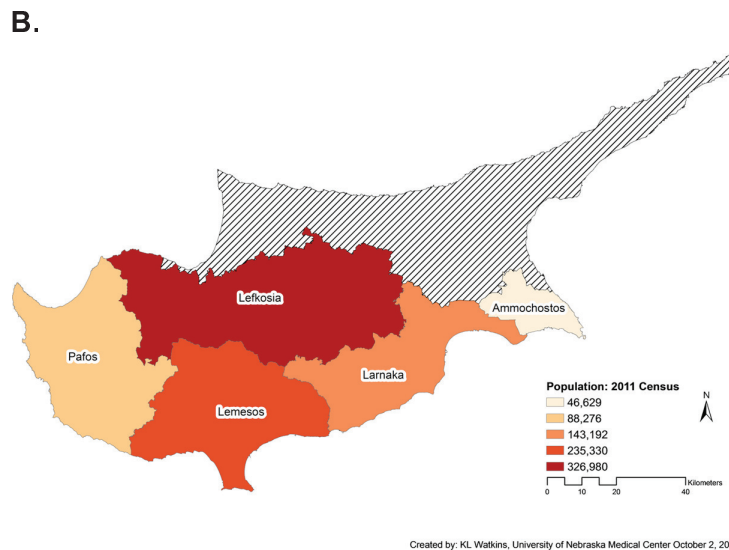 B.
Lefkosia
Ammochostos
Pafos
Larnaka
Lemesos
Population: 2011 Census
46,629
88,276
143,192
235,330
326,980
N
Kilometers
0 5 10 20 40
Created by: KL Watkins, University of Nebraska Medical Center October 2, 20